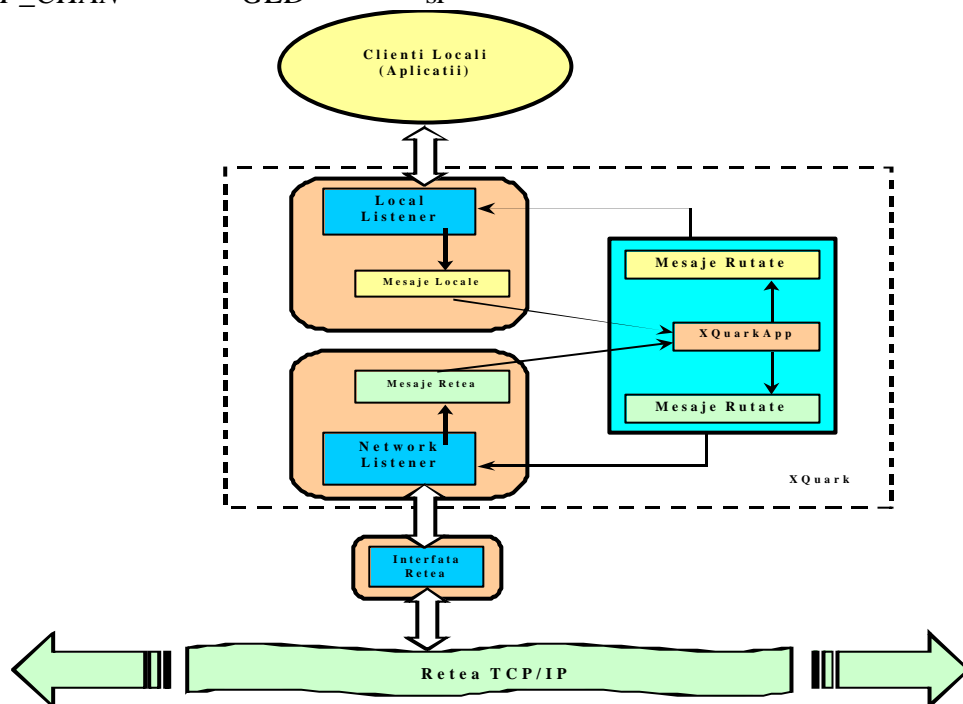 GED
Clienti Locali
(Aplicatii)
Local
Listener
Mesaje Locale
Mesaje Rutate
XQuarkApp
Mesaje Retea
Mesaje Rutate
Network
Listener
XQuark
Interfata
Retea
Retea TCP/IP